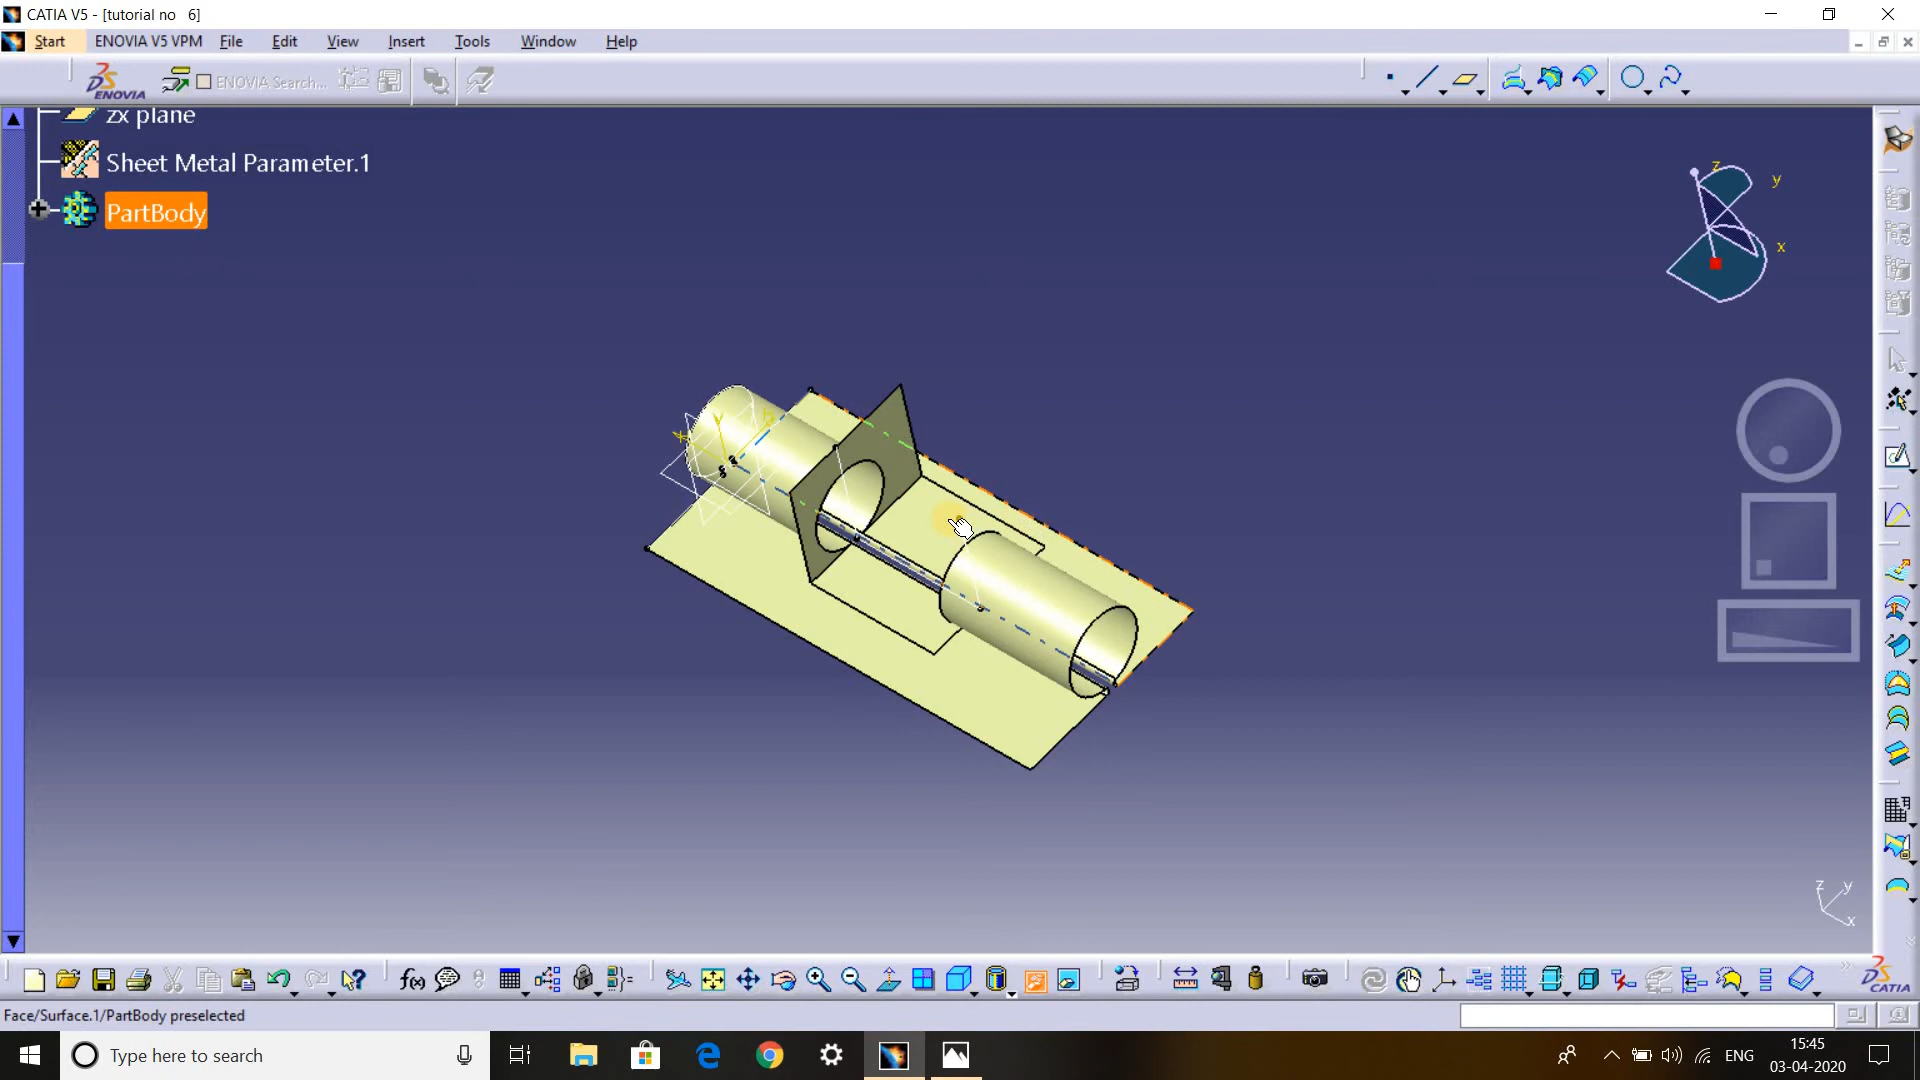 CATIA V5 - [tutorial no   6]
Start ENOVIA V5 VPM File Edit View Insert Tools Window Help
ENOVIA ENOVIA Search...
zx plane
Sheet Metal Parameter.1
PartBody
z
y
x
z
y
x
f(x)
CATIA
Face/Surface.1/PartBody preselected
Type here to search
ENG
15:45
03-04-2020